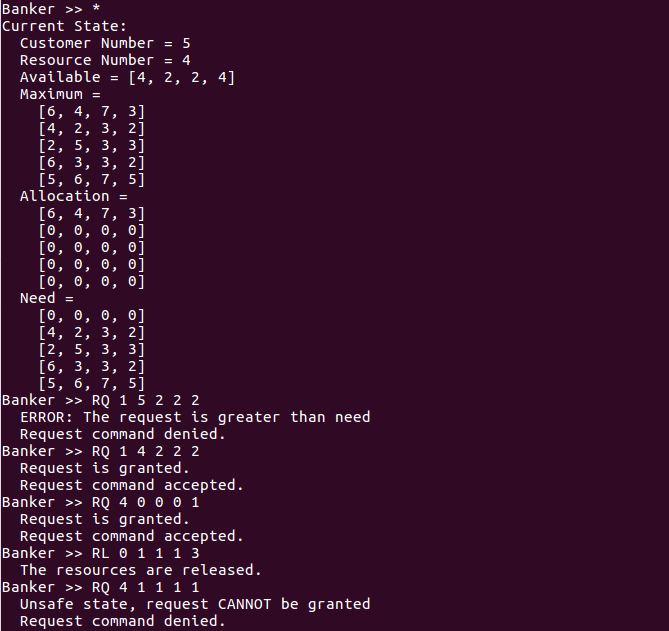 Banker >> *
Current State:
  Customer Number = 5
  Resource Number = 4
  Available = [4, 2, 2, 4]
  Maximum =
    [6, 4, 7, 3]
    [4, 2, 3, 2]
    [2, 5, 3, 3]
    [6, 3, 3, 2]
    [5, 6, 7, 5]
  Allocation =
    [6, 4, 7, 3]
    [0, 0, 0, 0]
    [0, 0, 0, 0]
    [0, 0, 0, 0]
    [0, 0, 0, 0]
  Need =
    [0, 0, 0, 0]
    [4, 2, 3, 2]
    [2, 5, 3, 3]
    [6, 3, 3, 2]
    [5, 6, 7, 5]
Banker >> RQ 1 5 2 2 2
  ERROR: The request is greater than need
  Request command denied.
Banker >> RQ 1 4 2 2 2
  Request is granted.
  Request command accepted.
Banker >> RQ 4 0 0 0 1
  Request is granted.
  Request command accepted.
Banker >> RL 0 1 1 1 3
  The resources are released.
Banker >> RQ 4 1 1 1 1
  Unsafe state, request CANNOT be granted
  Request command denied.